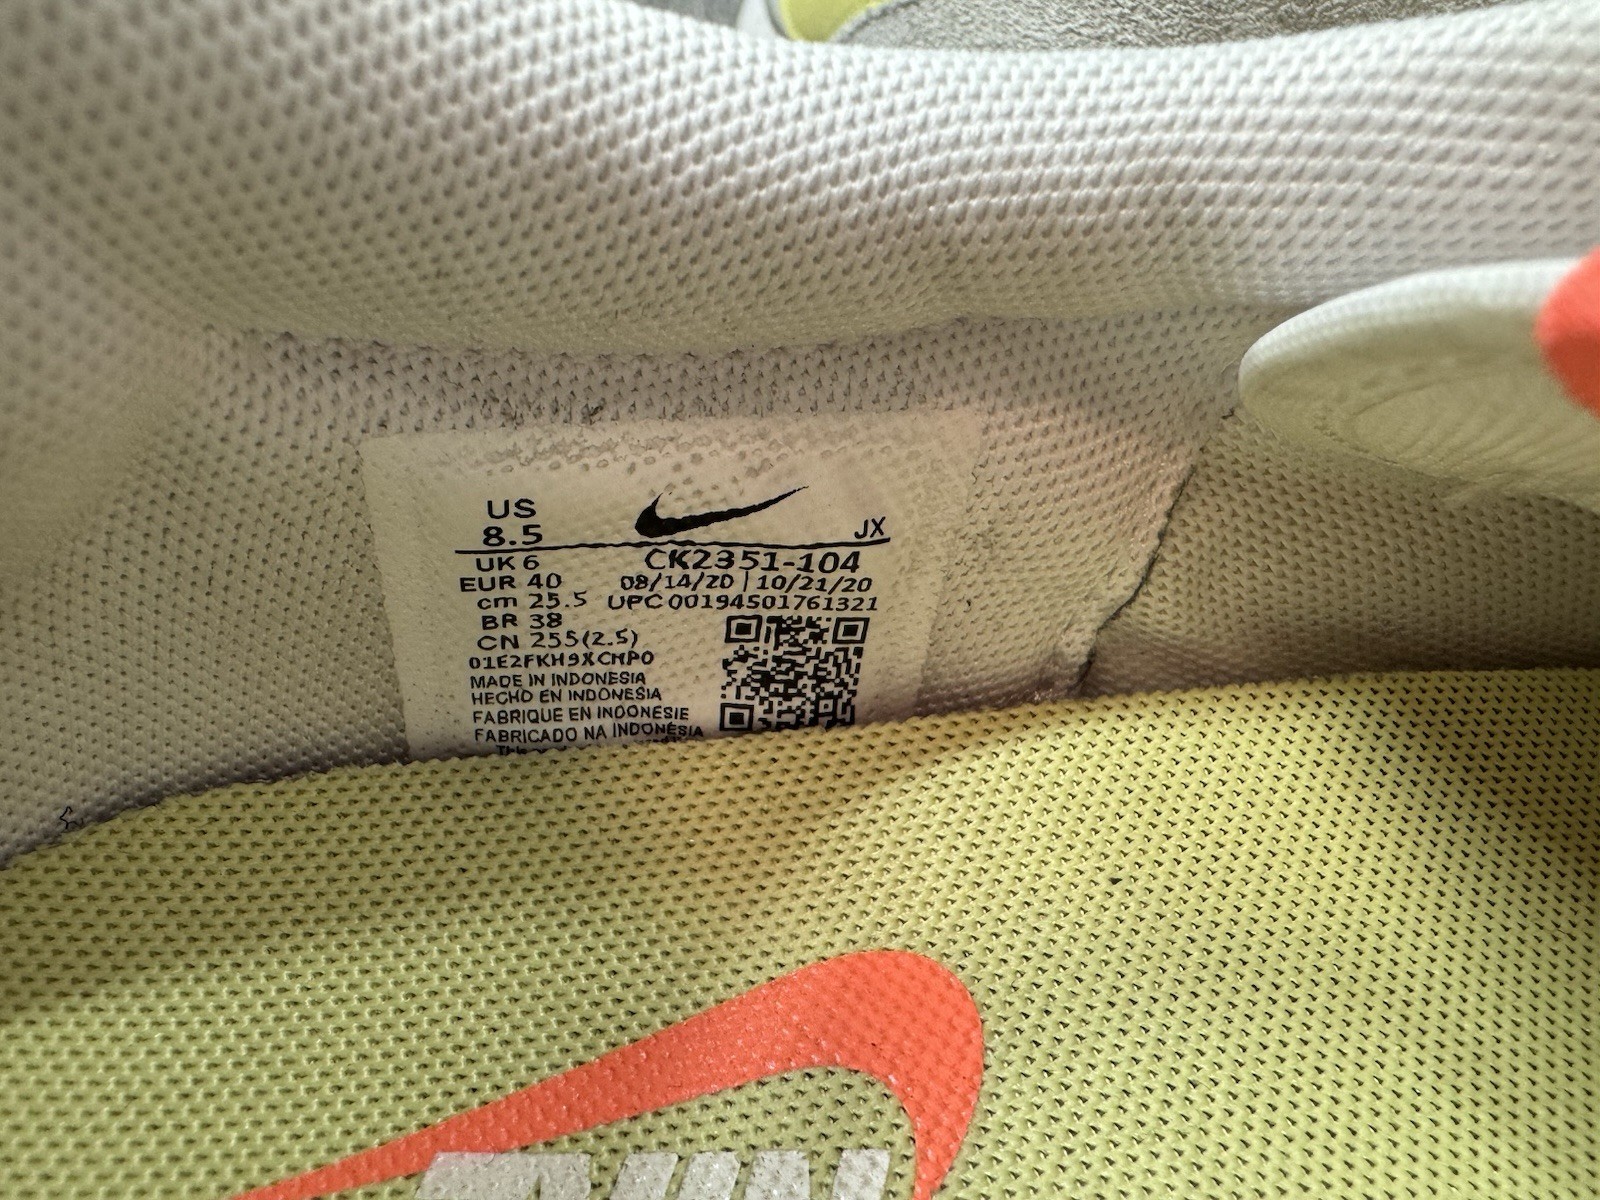 US
8.5
JX
UK 6
CK2351-104
EUR 40
08/14/20 | 10/21/20
cm 25.5
UPC 00194501761321
BR 38
CN 255(2.5)
01E2FKH9XCMP0
MADE IN INDONESIA
HECHO EN INDONESIA
FABRIQUE EN INDONESIE
FABRICADO NA INDONÉSIA